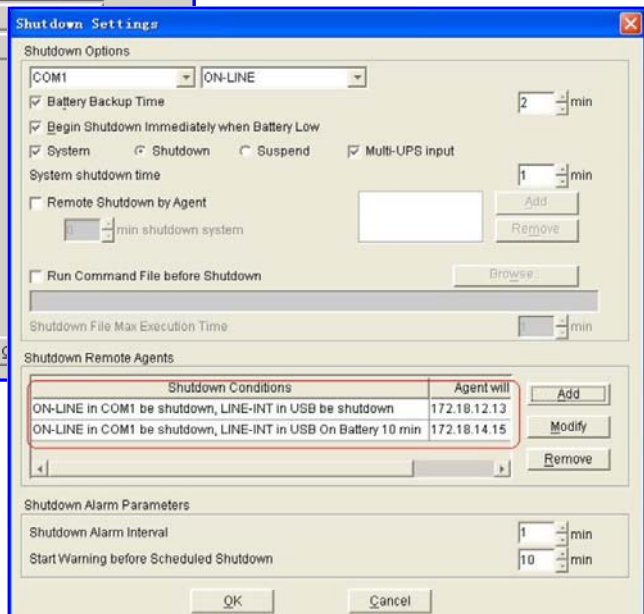 Shutdown Settings
Shutdown Options
COM1 ON-LINE
Battery Backup Time 2 min
Begin Shutdown Immediately when Battery Low
System Shutdown Suspend Multi-UPS input
System shutdown time 1 min
Remote Shutdown by Agent Add
min shutdown system Remove
Run Command File before Shutdown Browse..
Shutdown File Max Execution Time min
Shutdown Remote Agents
Shutdown Conditions Agent will
ON-LINE in COM1 be shutdown, LINE-INT in USB be shutdown 172.18.12.13
ON-LINE in COM1 be shutdown, LINE-INT in USB On Battery 10 min 172.18.14.15
Add
Modify
Remove
Shutdown Alarm Parameters
Shutdown Alarm Interval 1 min
Start Warning before Scheduled Shutdown 10 min
OK Cancel